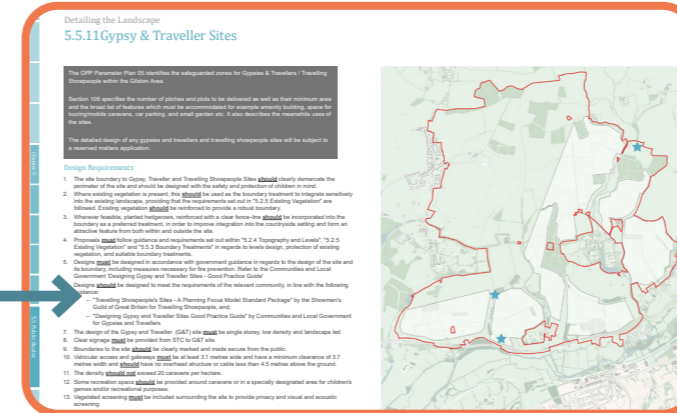 Detailing the Landscape
5.5.11Gypsy & Traveller Sites
The OPP Parameter Plan 05 identifies the safeguarded zones for Gypsies & Travellers / Travelling
Showpeople within the Gilston Area.
Section 106 specifies the number of pitches and plots to be delivered as well as their minimum area
and the broad list of features which must be accommodated for example amenity building, space for
touring/mobile caravans, car parking, and small garden etc. It also describes the meanwhile uses of
the sites.
The detailed design of any gypsies and travellers and travelling showpeople sites will be subject to
a reserved matters application.
Design Requirements
1. The site boundary to Gypsy, Traveller and Travelling Showpeople Sites should clearly demarcate the
perimeter of the site and should be designed with the safety and protection of children in mind.
2. Where existing vegetation is present, this should be used as the boundary treatment to integrate sensitively
into the existing landscape, providing that the requirements set out in "5.2.5 Existing Vegetation" are
followed. Existing vegetation should be reinforced to provide a robust boundary.
3. Wherever feasible, planted hedgerows, reinforced with a clear fence-line should be incorporated into the
boundary as a preferred treatment, in order to improve integration into the countryside setting and form an
attractive feature from both within and outside the site.
4. Proposals must follow guidance and requirements set out within "5.2.4 Topography and Levels", "5.2.5
Existing Vegetation" and "5.5.3 Boundary Treatments" in regards to levels design, protection of existing
vegetation, and suitable boundary treatments.
5. Designs must be designed in accordance with government guidance in regards to the design of the site and
its boundary, including measures necessary for fire prevention. Refer to the Communities and Local
Government 'Designing Gypsy and Traveller Sites – Good Practice Guide'
Designs should be designed to meet the requirements of the relevant community, in line with the following
guidance:
– "Travelling Showpeople's Sites - A Planning Focus Model Standard Package" by the Showmen's
Guild of Great Britain for Travelling Showpeople, and;
– "Designing Gypsy and Traveller Sites Good Practice Guide" by Communities and Local Government
for Gypsies and Travellers
7. The design of the Gypsy and Traveller (G&T) site must be single storey, low density and landscape led.
8. Clear signage must be provided from STC to G&T site.
9. Boundaries to the site should be clearly marked and made secure from the public.
10. Vehicular access and gateways must be at least 3.1 metres wide and have a minimum clearance of 3.7
metres width and should have no overhead structure or cable less than 4.5 metres above the ground.
11. The density should not exceed 20 caravans per hectare.
12. Some recreation space should be provided around caravans or in a specially designated area for children's
games and/or recreational purposes.
13. Vegetated screening must be included surrounding the site to provide privacy and visual and acoustic
screening.